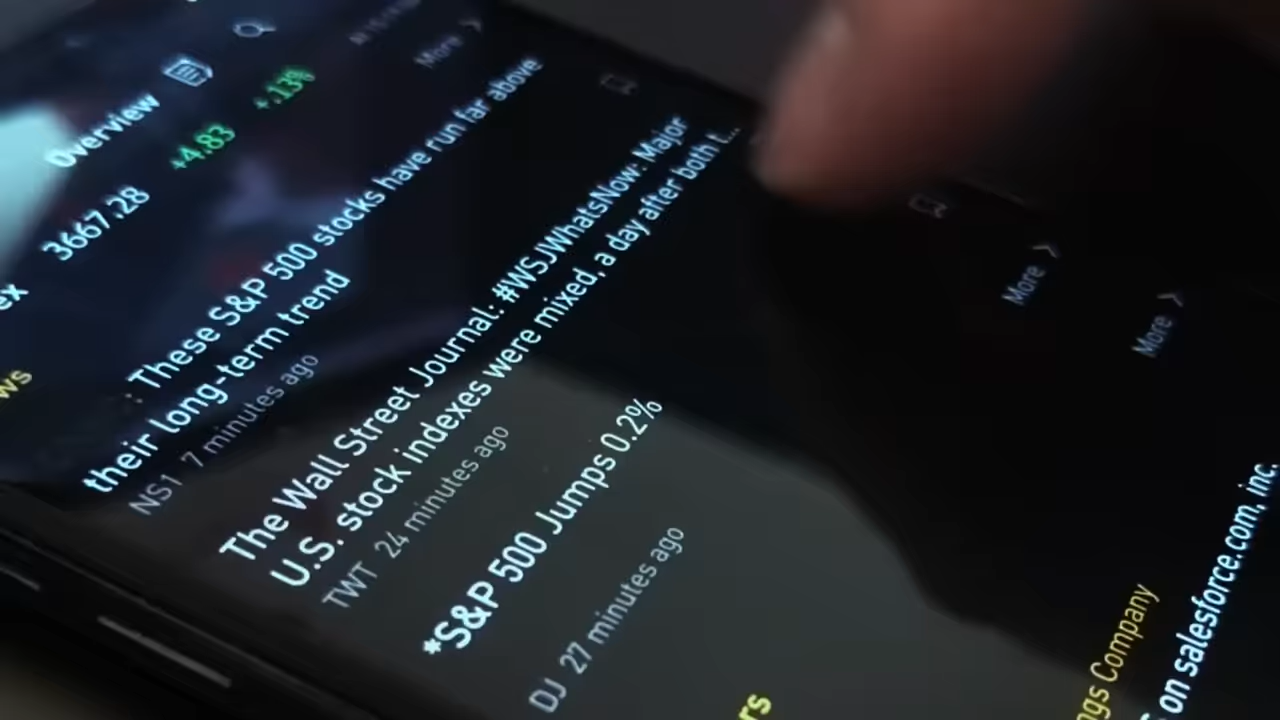 Overview
3667.28
+4.83
+.13%
More
These S&P 500 stocks have run far above
their long-term trend
NS1 7 minutes ago
The Wall Street Journal: #WSJWhatsNow: Major
U.S. stock indexes were mixed, a day after both t...
TWT 24 minutes ago
*S&P 500 Jumps 0.2%
DJ 27 minutes ago
More
More
ngs Company
on salesforce.com, inc.